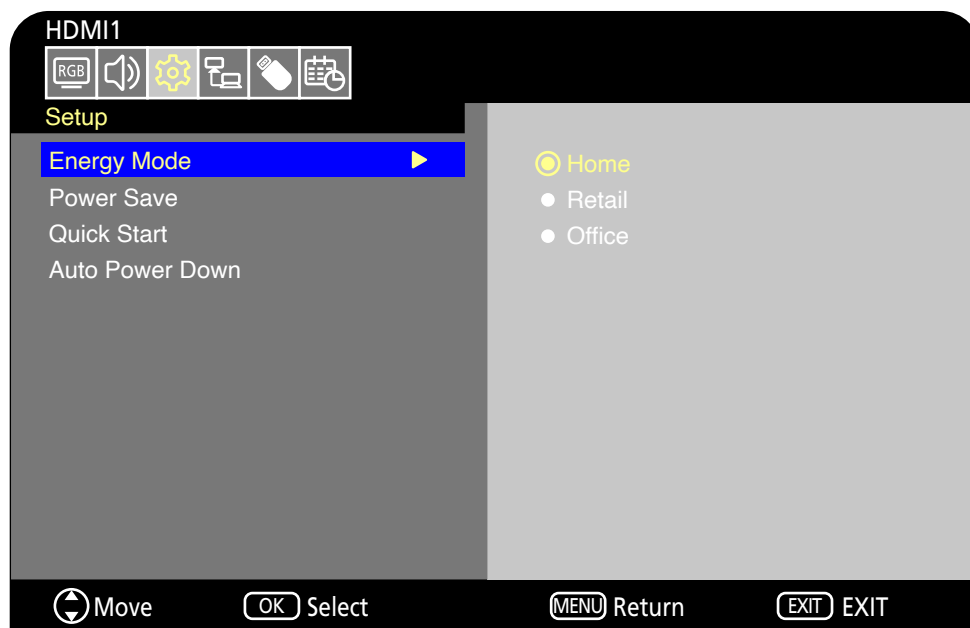 HDMI1
RGB
Setup
Energy Mode
Power Save
Quick Start
Auto Power Down
Home
Retail
Office
Move OK Select MENU Return EXIT EXIT